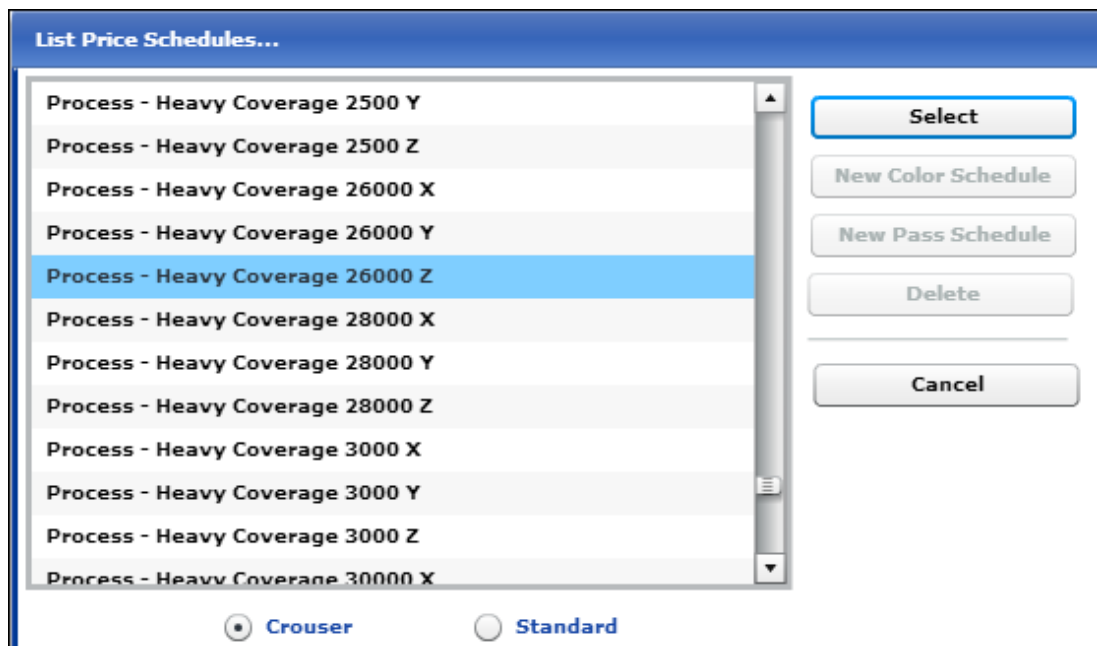 List Price Schedules...
Process - Heavy Coverage 2500 Y
Process - Heavy Coverage 2500 Z
Process - Heavy Coverage 26000 X
Process - Heavy Coverage 26000 Y
Process - Heavy Coverage 26000 Z
Process - Heavy Coverage 28000 X
Process - Heavy Coverage 28000 Y
Process - Heavy Coverage 28000 Z
Process - Heavy Coverage 3000 X
Process - Heavy Coverage 3000 Y
Process - Heavy Coverage 3000 Z
Process - Heavy Coverage 30000 X
Select
New Color Schedule
New Pass Schedule
Delete
Cancel
Crouser
Standard